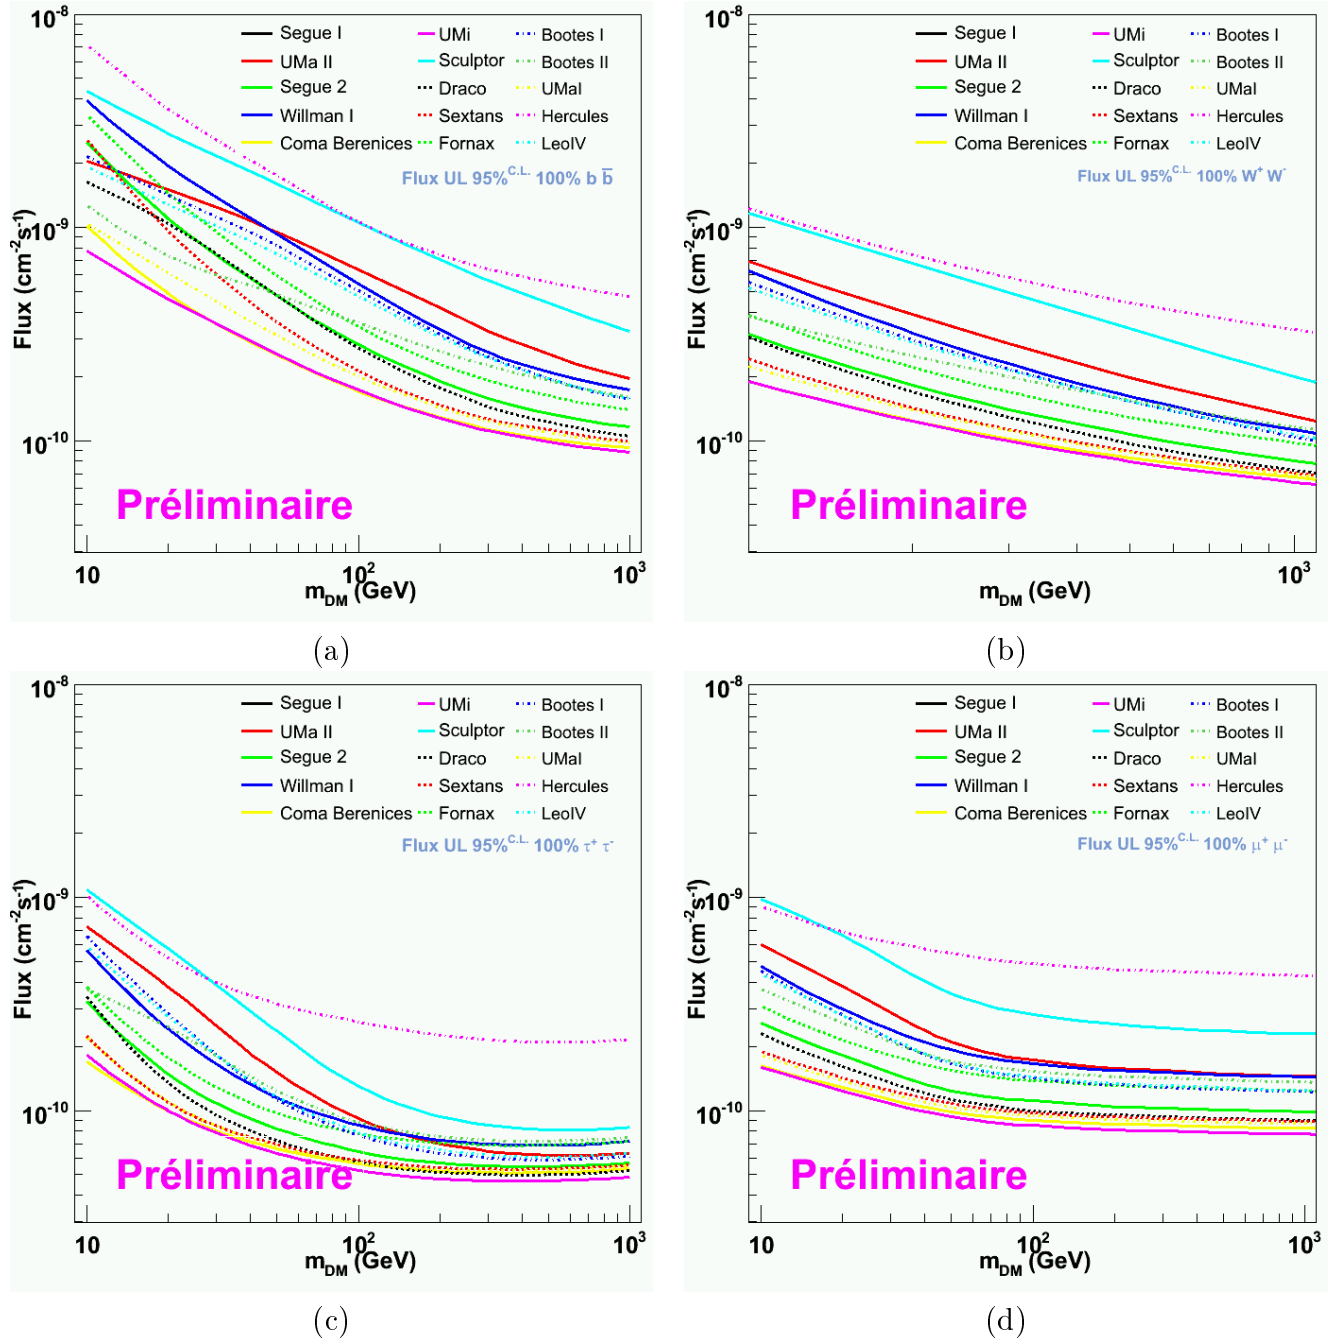 10⁻⁸
Segue I UMi Bootes I
UMa II Sculptor Bootes II
Segue 2 Draco UMaI
Willman I Sextans Hercules
Coma Berenices Fornax LeoIV
Flux UL 95%C.L. 100% b b̅
10⁻⁹
Flux (cm⁻²s⁻¹)
10⁻¹⁰
Préliminaire
10 10² 10³
m_DM (GeV)
(a)
10⁻⁸
Segue I UMi Bootes I
UMa II Sculptor Bootes II
Segue 2 Draco UMaI
Willman I Sextans Hercules
Coma Berenices Fornax LeoIV
Flux UL 95%C.L. 100% W⁺ W⁻
10⁻⁹
Flux (cm⁻²s⁻¹)
10⁻¹⁰
Préliminaire
10³
m_DM (GeV)
(b)
10⁻⁸
Segue I UMi Bootes I
UMa II Sculptor Bootes II
Segue 2 Draco UMaI
Willman I Sextans Hercules
Coma Berenices Fornax LeoIV
Flux UL 95%C.L. 100% τ⁺ τ⁻
10⁻⁹
Flux (cm⁻²s⁻¹)
10⁻¹⁰
Préliminaire
10 10² 10³
m_DM (GeV)
(c)
10⁻⁸
Segue I UMi Bootes I
UMa II Sculptor Bootes II
Segue 2 Draco UMaI
Willman I Sextans Hercules
Coma Berenices Fornax LeoIV
Flux UL 95%C.L. 100% μ⁺ μ⁻
10⁻⁹
Flux (cm⁻²s⁻¹)
10⁻¹⁰
Préliminaire
10 10² 10³
m_DM (GeV)
(d)